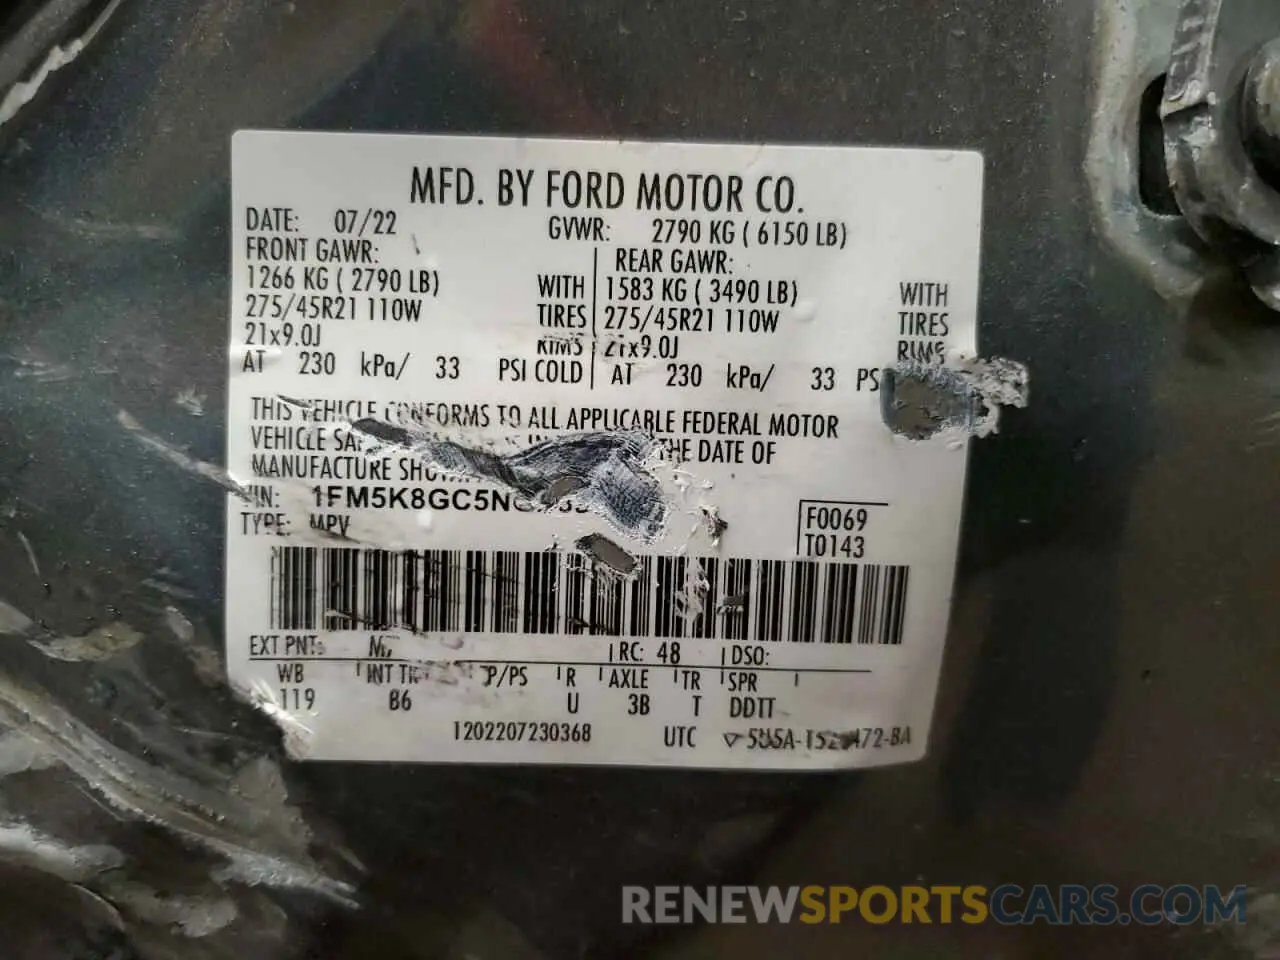 MFD. BY FORD MOTOR CO.
DATE: 07/22 GVWR: 2790 KG ( 6150 LB)
FRONT GAWR: REAR GAWR:
1266 KG ( 2790 LB) WITH 1583 KG ( 3490 LB) WITH
275/45R21 110W TIRES 275/45R21 110W TIRES
21x9.0J RIMS 21x9.0J RIMS
AT 230 kPa/ 33 PSI COLD AT 230 kPa/ 33 PS
THIS VEHICLE CONFORMS TO ALL APPLICABLE FEDERAL MOTOR
VEHICLE THE DATE OF
MANUFACTURE
VIN: 1FM5K8GC5N
TYPE: MPV
F0069
T0143
EXT PNT: RC: 48 DSO:
WB INT TR P/PS R AXLE TR SPR
119 B6 U 3B T DDTT
1202207230368 UTC
RENEWSPORTSCARS.COM